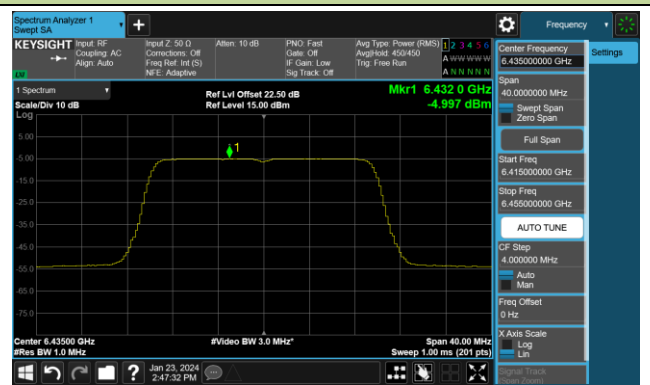 Spectrum Analyzer 1
Swept SA
Frequency
KEYSIGHT
Input: RF
Coupling: AC
Align: Auto
Input Z: 50 Ω
Corrections: Off
Freq Ref: Int (S)
NFE: Adaptive
Atten: 10 dB
PNO: Fast
Gate: Off
IF Gain: Low
Sig Track: Off
Avg Type: Power (RMS)
Avg|Hold: 450/450
Trig: Free Run
1 2 3 4 5 6
A W W W W W
A N N N N N
LW
Center Frequency
6.435000000 GHz
Settings
1 Spectrum
Scale/Div 10 dB
Log
Ref Lvl Offset 22.50 dB
Ref Level 15.00 dBm
Mkr1 6.432 0 GHz
-4.997 dBm
Span
40.0000000 MHz
Swept Span
Zero Span
Full Span
Start Freq
6.415000000 GHz
Stop Freq
6.455000000 GHz
AUTO TUNE
CF Step
4.000000 MHz
Auto
Man
Freq Offset
0 Hz
X Axis Scale
Log
Lin
Signal Track
(Span Zoom)
5.00
-5.00
-15.0
-25.0
-35.0
-45.0
-55.0
-65.0
-75.0
1
Center 6.43500 GHz
#Res BW 1.0 MHz
#Video BW 3.0 MHz*
Span 40.00 MHz
Sweep 1.00 ms (201 pts)
?
Jan 23, 2024
2:47:32 PM